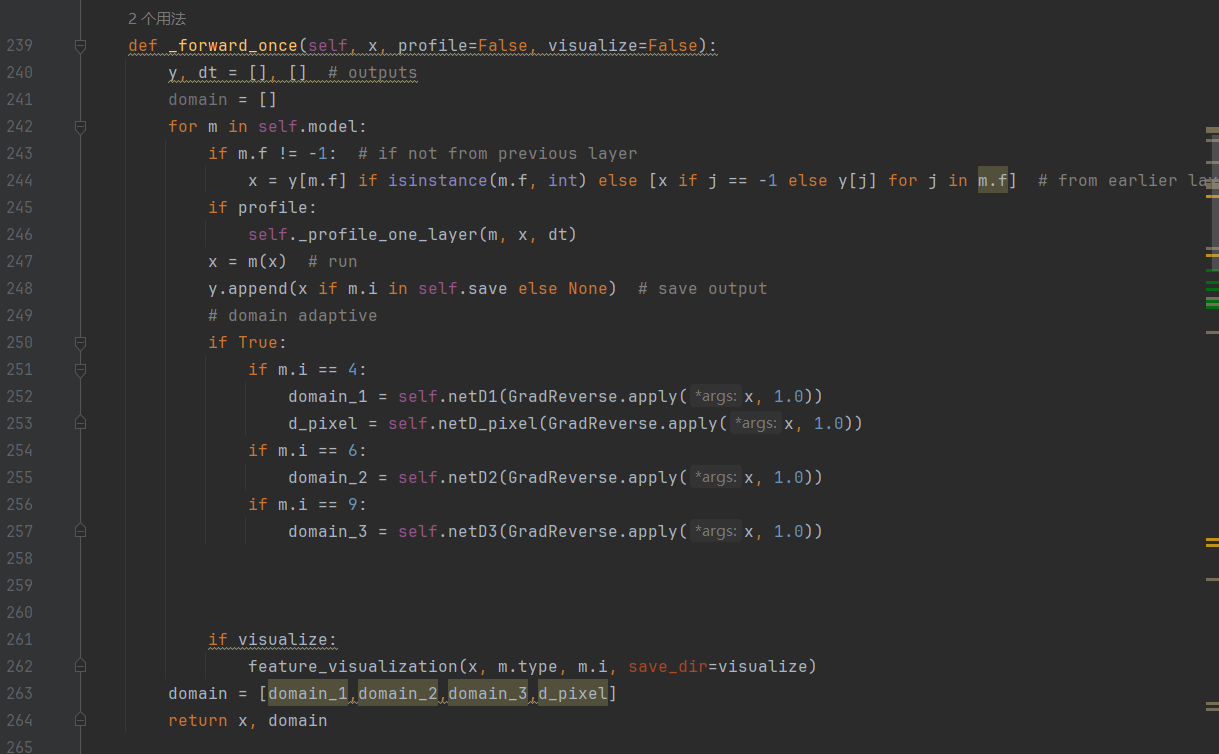 2 个用法
239 def _forward_once(self, x, profile=False, visualize=False):
240 y, dt = [], []  # outputs
241 domain = []
242 for m in self.model:
243 if m.f != -1:  # if not from previous layer
244 x = y[m.f] if isinstance(m.f, int) else [x if j == -1 else y[j] for j in m.f]  # from earlier lay
245 if profile:
246 self._profile_one_layer(m, x, dt)
247 x = m(x)  # run
248 y.append(x if m.i in self.save else None)  # save output
249 # domain adaptive
250 if True:
251 if m.i == 4:
252 domain_1 = self.netD1(GradReverse.apply( *args: x, 1.0))
253 d_pixel = self.netD_pixel(GradReverse.apply( *args: x, 1.0))
254 if m.i == 6:
255 domain_2 = self.netD2(GradReverse.apply( *args: x, 1.0))
256 if m.i == 9:
257 domain_3 = self.netD3(GradReverse.apply( *args: x, 1.0))
258
259
260
261 if visualize:
262 feature_visualization(x, m.type, m.i, save_dir=visualize)
263 domain = [domain_1,domain_2,domain_3,d_pixel]
264 return x, domain
265